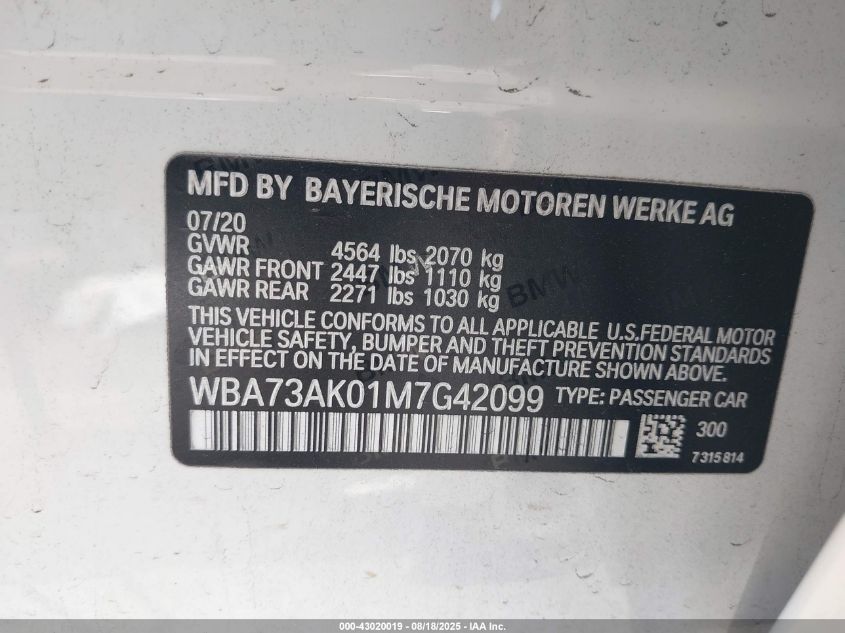 MFD BY BAYERISCHE MOTOREN WERKE AG
07/20
GVWR 4564 lbs 2070 kg
GAWR FRONT 2447 lbs 1110 kg
GAWR REAR 2271 lbs 1030 kg
THIS VEHICLE CONFORMS TO ALL APPLICABLE U.S.FEDERAL MOTOR
VEHICLE SAFETY, BUMPER AND THEFT PREVENTION STANDARDS
IN EFFECT ON THE DATE OF MANUFACTURE SHOWN ABOVE.
WBA73AK01M7G42099 TYPE: PASSENGER CAR
300
7315814
000-43020019 - 08/18/2025 - IAA Inc.